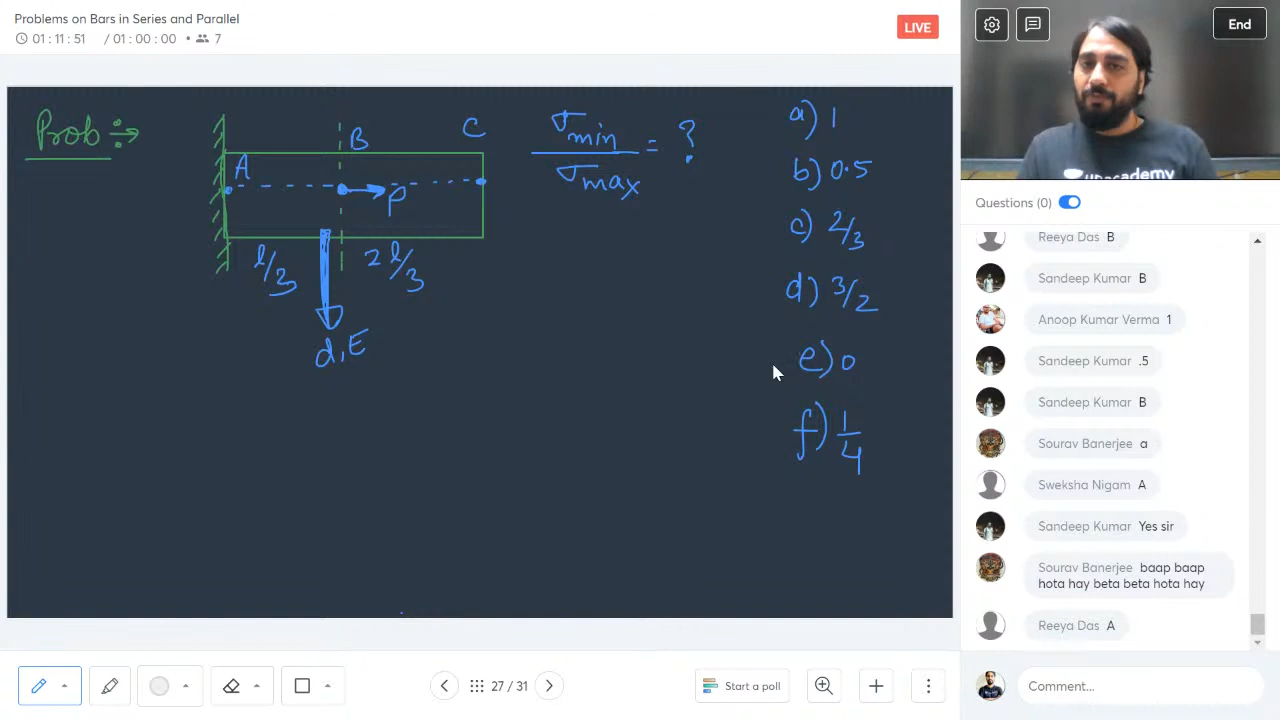 Problems on Bars in Series and Parallel
01 : 11 : 51 / 01 : 00 : 00 • 7
LIVE
End
Prob :→
A
B
C
P
l/3
2 l/3
d, E
σmin/σmax = ?
a) 1
b) 0.5
c) 2/3
d) 3/2
e) 0
f) 1/4
Questions (0)
Reeya Das B
Sandeep Kumar B
Anoop Kumar Verma 1
Sandeep Kumar .5
Sandeep Kumar B
Sourav Banerjee a
Sweksha Nigam A
Sandeep Kumar Yes sir
Sourav Banerjee baap baap
hota hay beta beta hota hay
Reeya Das A
27 / 31
Start a poll
Comment...